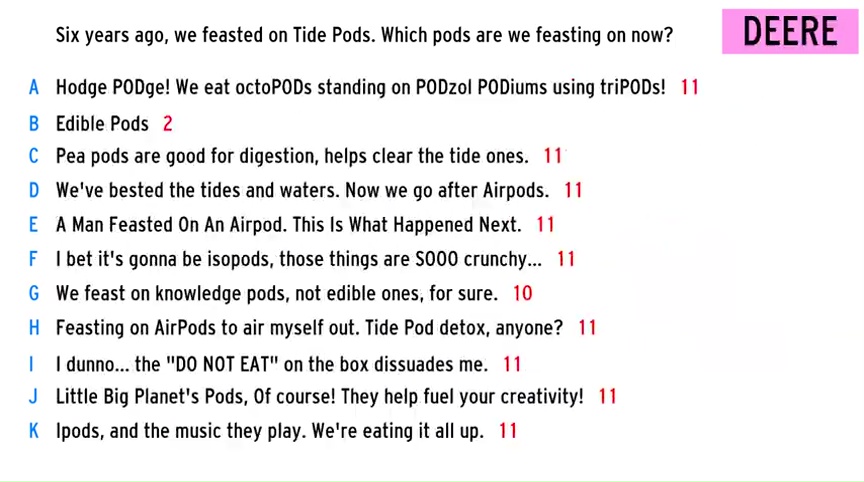 Six years ago, we feasted on Tide Pods. Which pods are we feasting on now?
DEERE
A Hodge PODge! We eat octoPODs standing on PODzol PODiums using triPODs! 11
B Edible Pods 2
C Pea pods are good for digestion, helps clear the tide ones. 11
D We've bested the tides and waters. Now we go after Airpods. 11
E A Man Feasted On An Airpod. This Is What Happened Next. 11
F I bet it's gonna be isopods, those things are SOOO crunchy... 11
G We feast on knowledge pods, not edible ones, for sure. 10
H Feasting on AirPods to air myself out. Tide Pod detox, anyone? 11
I I dunno... the "DO NOT EAT" on the box dissuades me. 11
J Little Big Planet's Pods, Of course! They help fuel your creativity! 11
K Ipods, and the music they play. We're eating it all up. 11